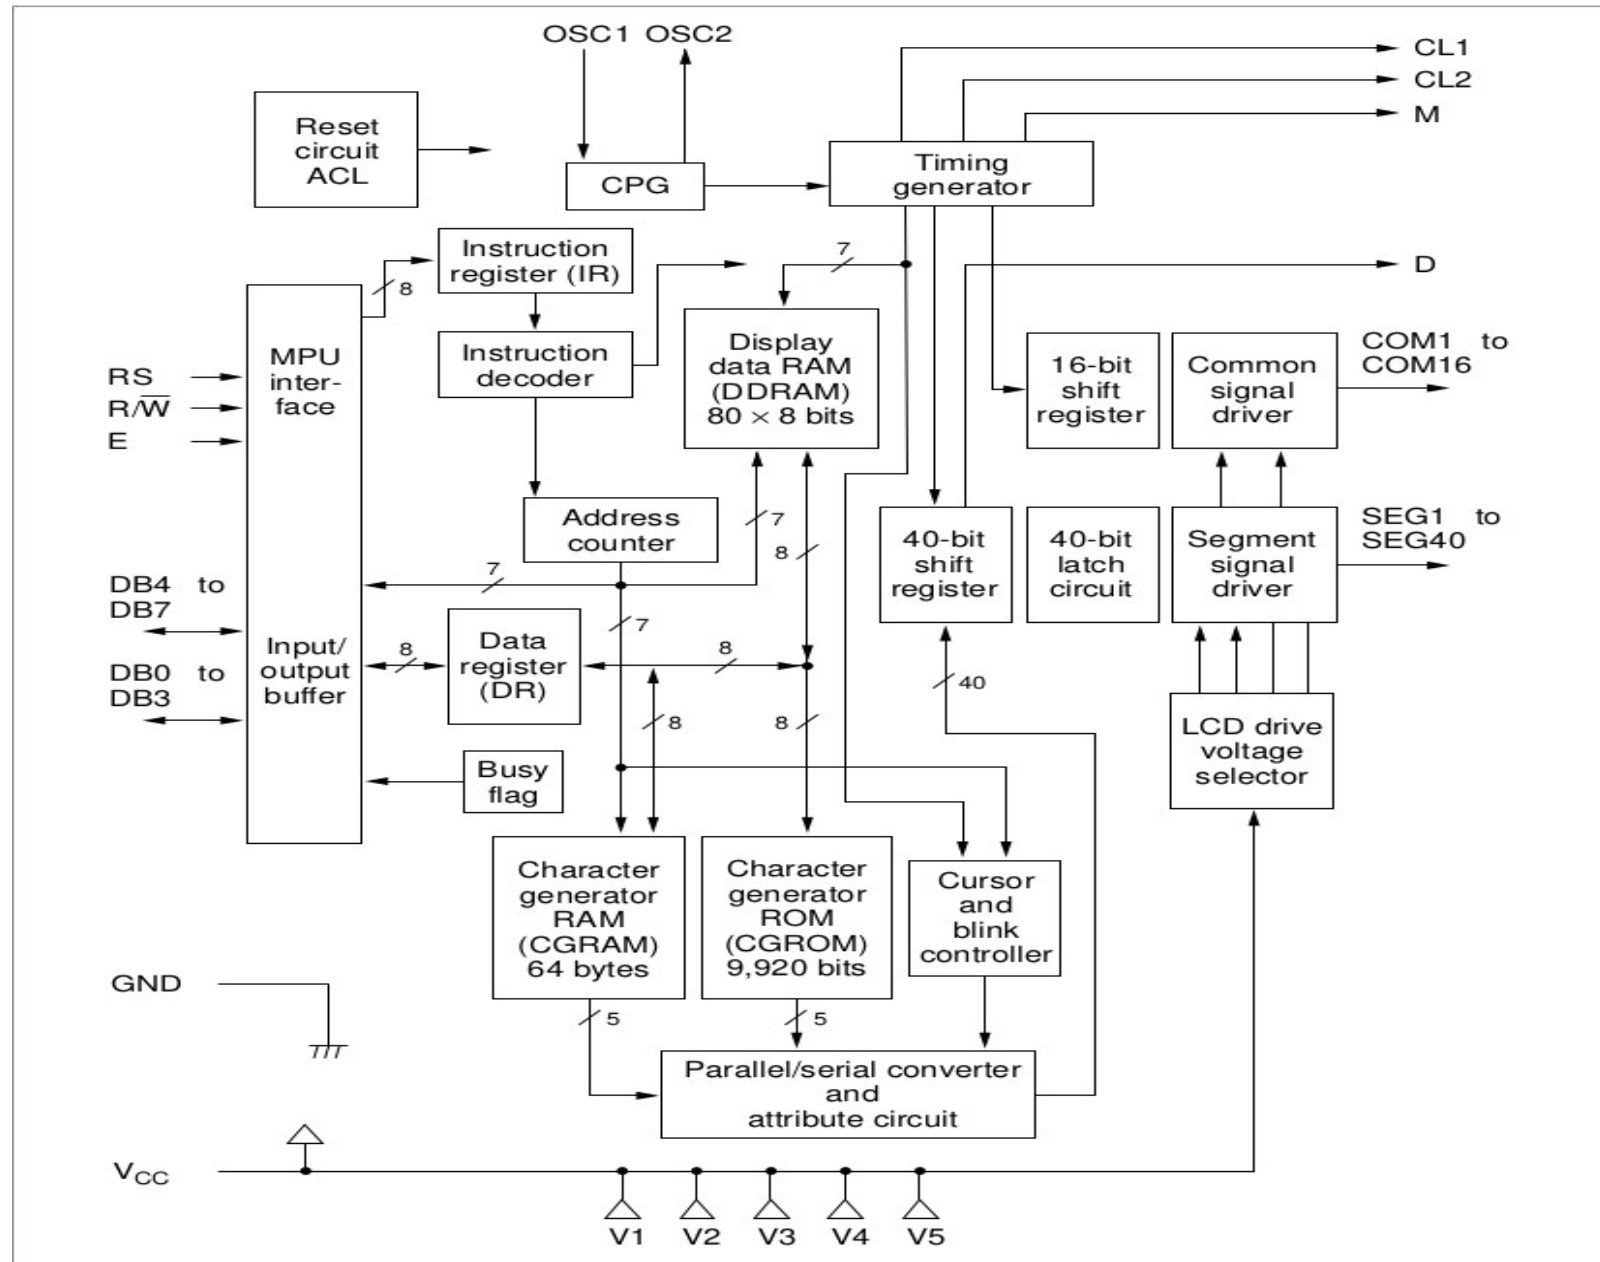 OSC1 OSC2
CL1
CL2
M
Reset
circuit
ACL
CPG
Timing
generator
Instruction
register (IR)
8
7
D
MPU
inter-
face
Instruction
decoder
Display
data RAM
(DDRAM)
80 × 8 bits
16-bit
shift
register
Common
signal
driver
COM1 to
COM16
RS
R/W̅
E
Address
counter
7
8
40-bit
shift
register
40-bit
latch
circuit
Segment
signal
driver
SEG1 to
SEG40
7
DB4 to
DB7
DB0 to
DB3
Input/
output
buffer
8
Data
register
(DR)
7
8
8
8
40
LCD drive
voltage
selector
Busy
flag
Character
generator
RAM
(CGRAM)
64 bytes
Character
generator
ROM
(CGROM)
9,920 bits
Cursor
and
blink
controller
GND
5
5
Parallel/serial converter
and
attribute circuit
VCC
V1 V2 V3 V4 V5